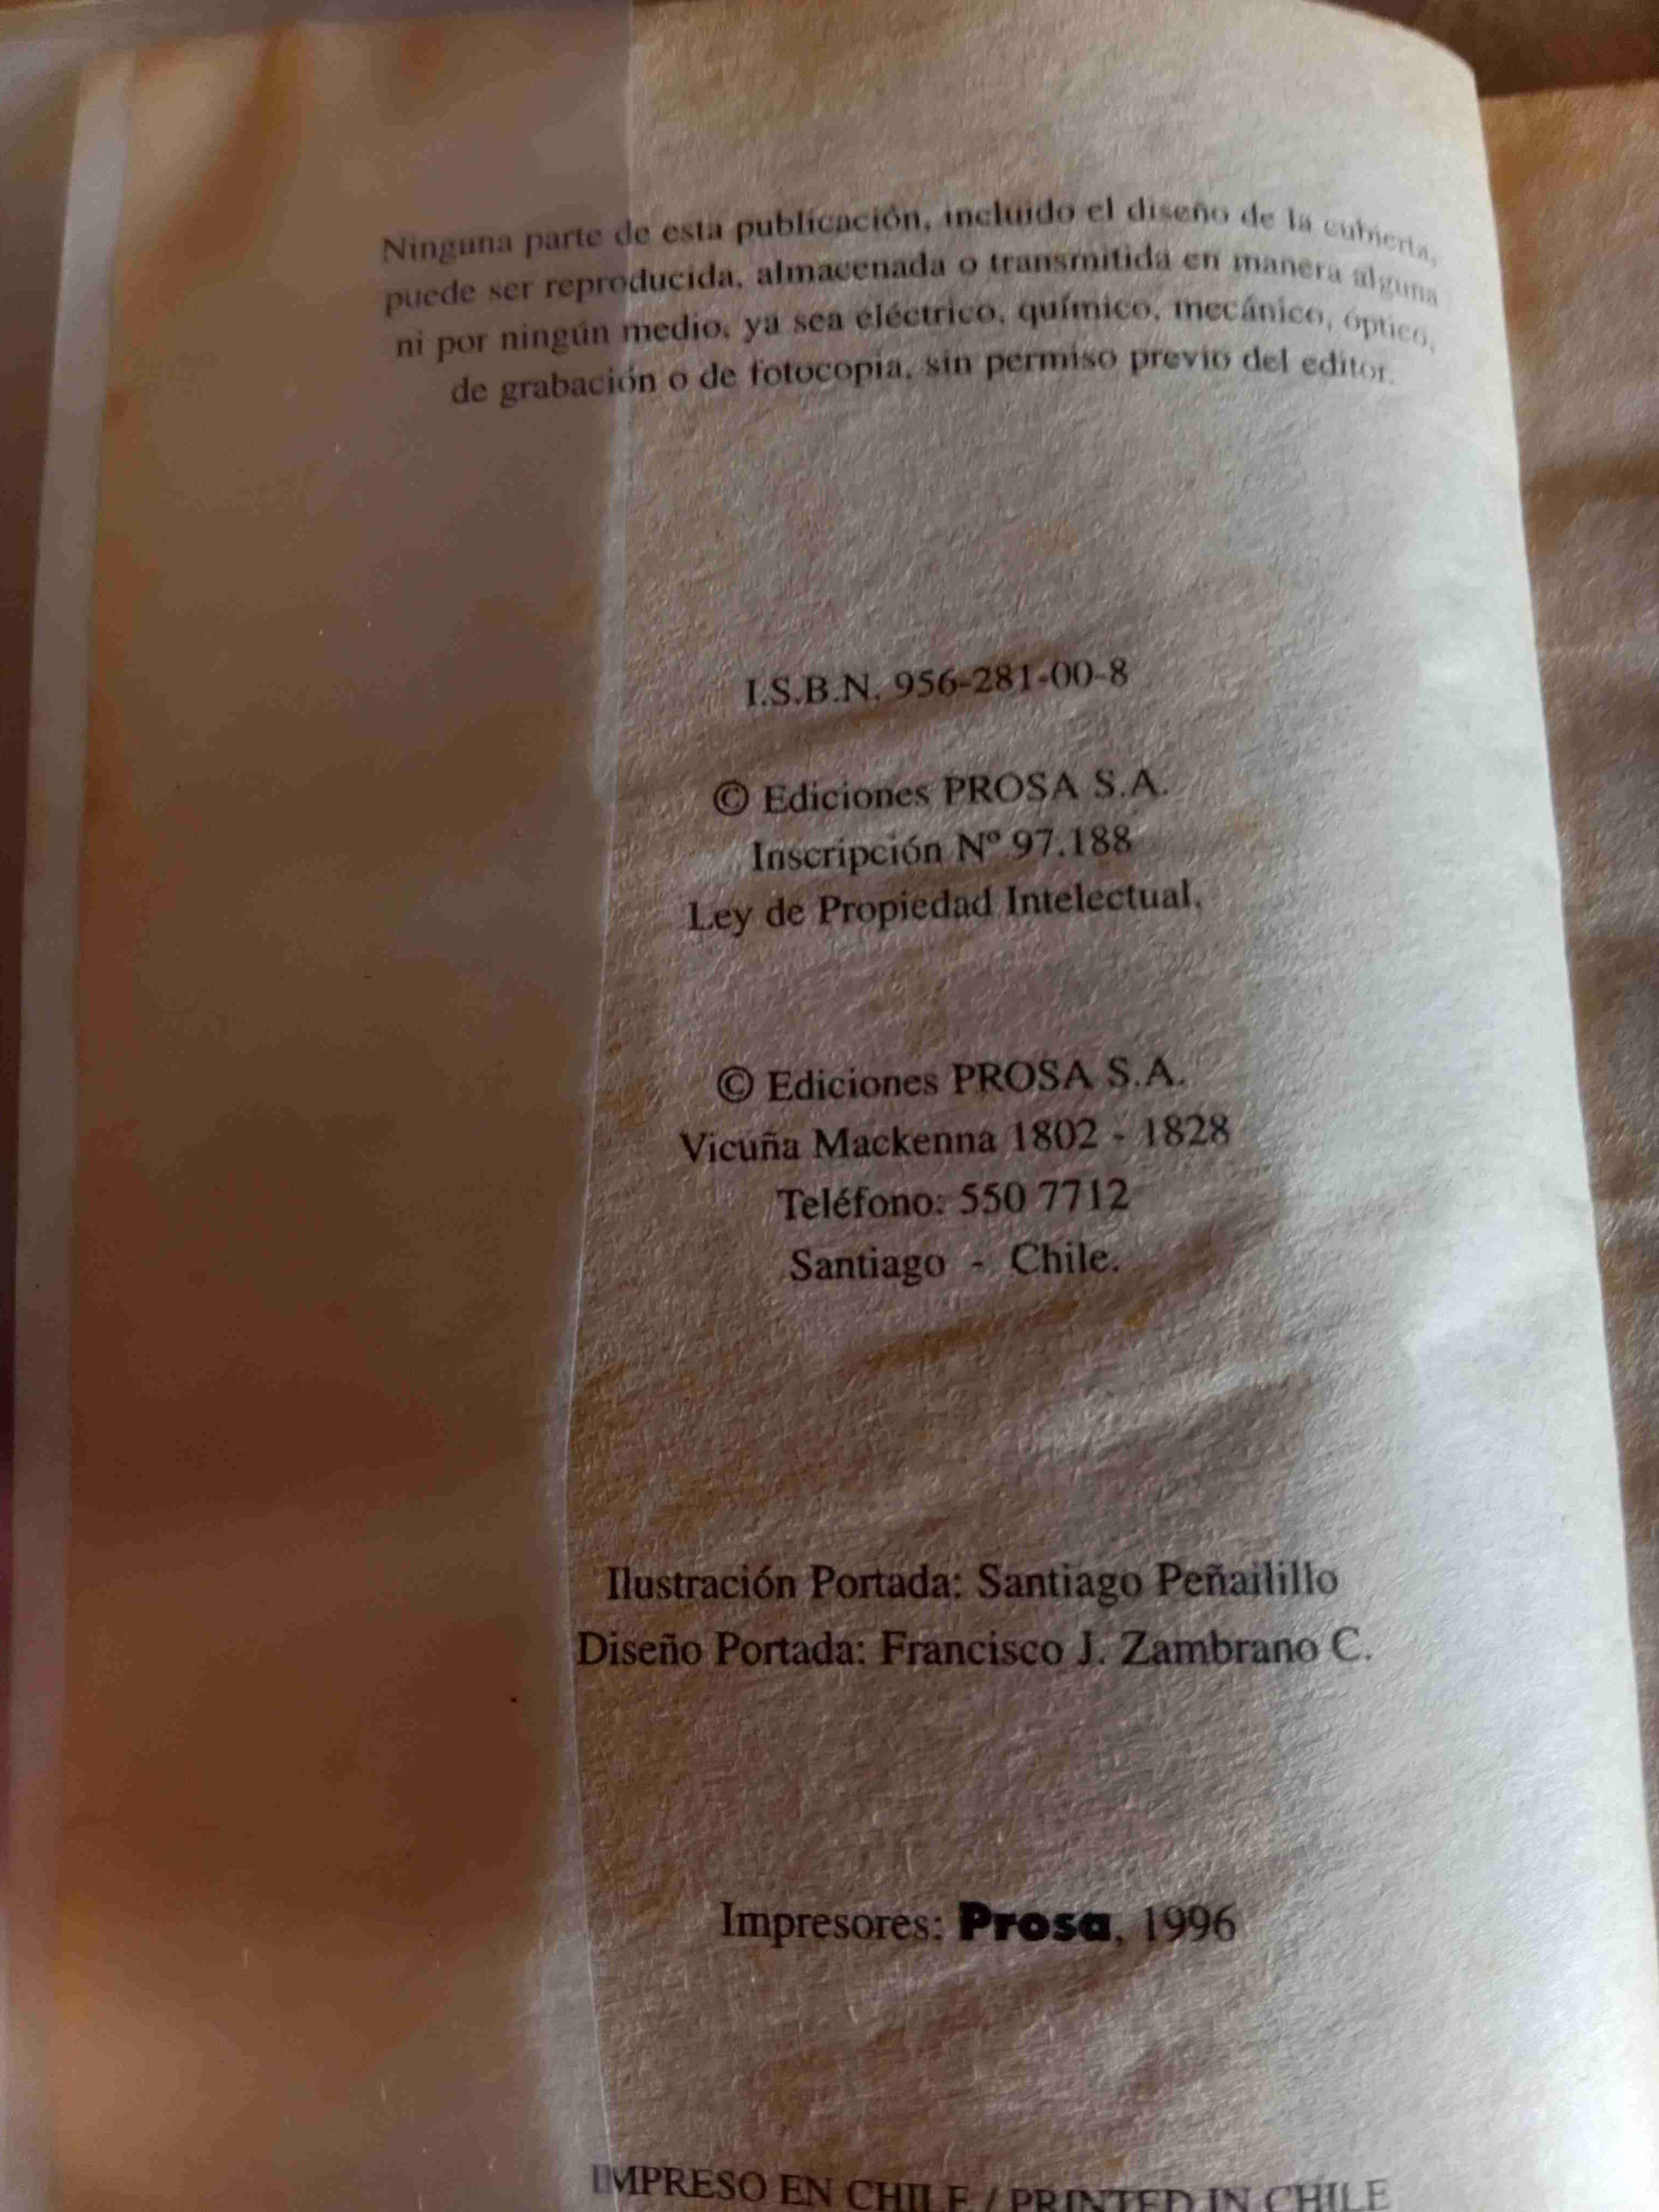 Ninguna parte de esta publicación, incluido el diseño de la cubierta,
puede ser reproducida, almacenada o transmitida en manera alguna
ni por ningún medio, ya sea eléctrico, químico, mecánico, óptico,
de grabación o de fotocopia, sin permiso previo del editor.
I.S.B.N. 956-281-00-8
© Ediciones PROSA S.A.
Inscripción Nº 97.188
Ley de Propiedad Intelectual.
© Ediciones PROSA S.A.
Vicuña Mackenna 1802 - 1828
Teléfono: 550 7712
Santiago - Chile.
Ilustración Portada: Santiago Peñailillo
Diseño Portada: Francisco J. Zambrano C.
Impresores: Prosa, 1996
IMPRESO EN CHILE / PRINTED IN CHILE